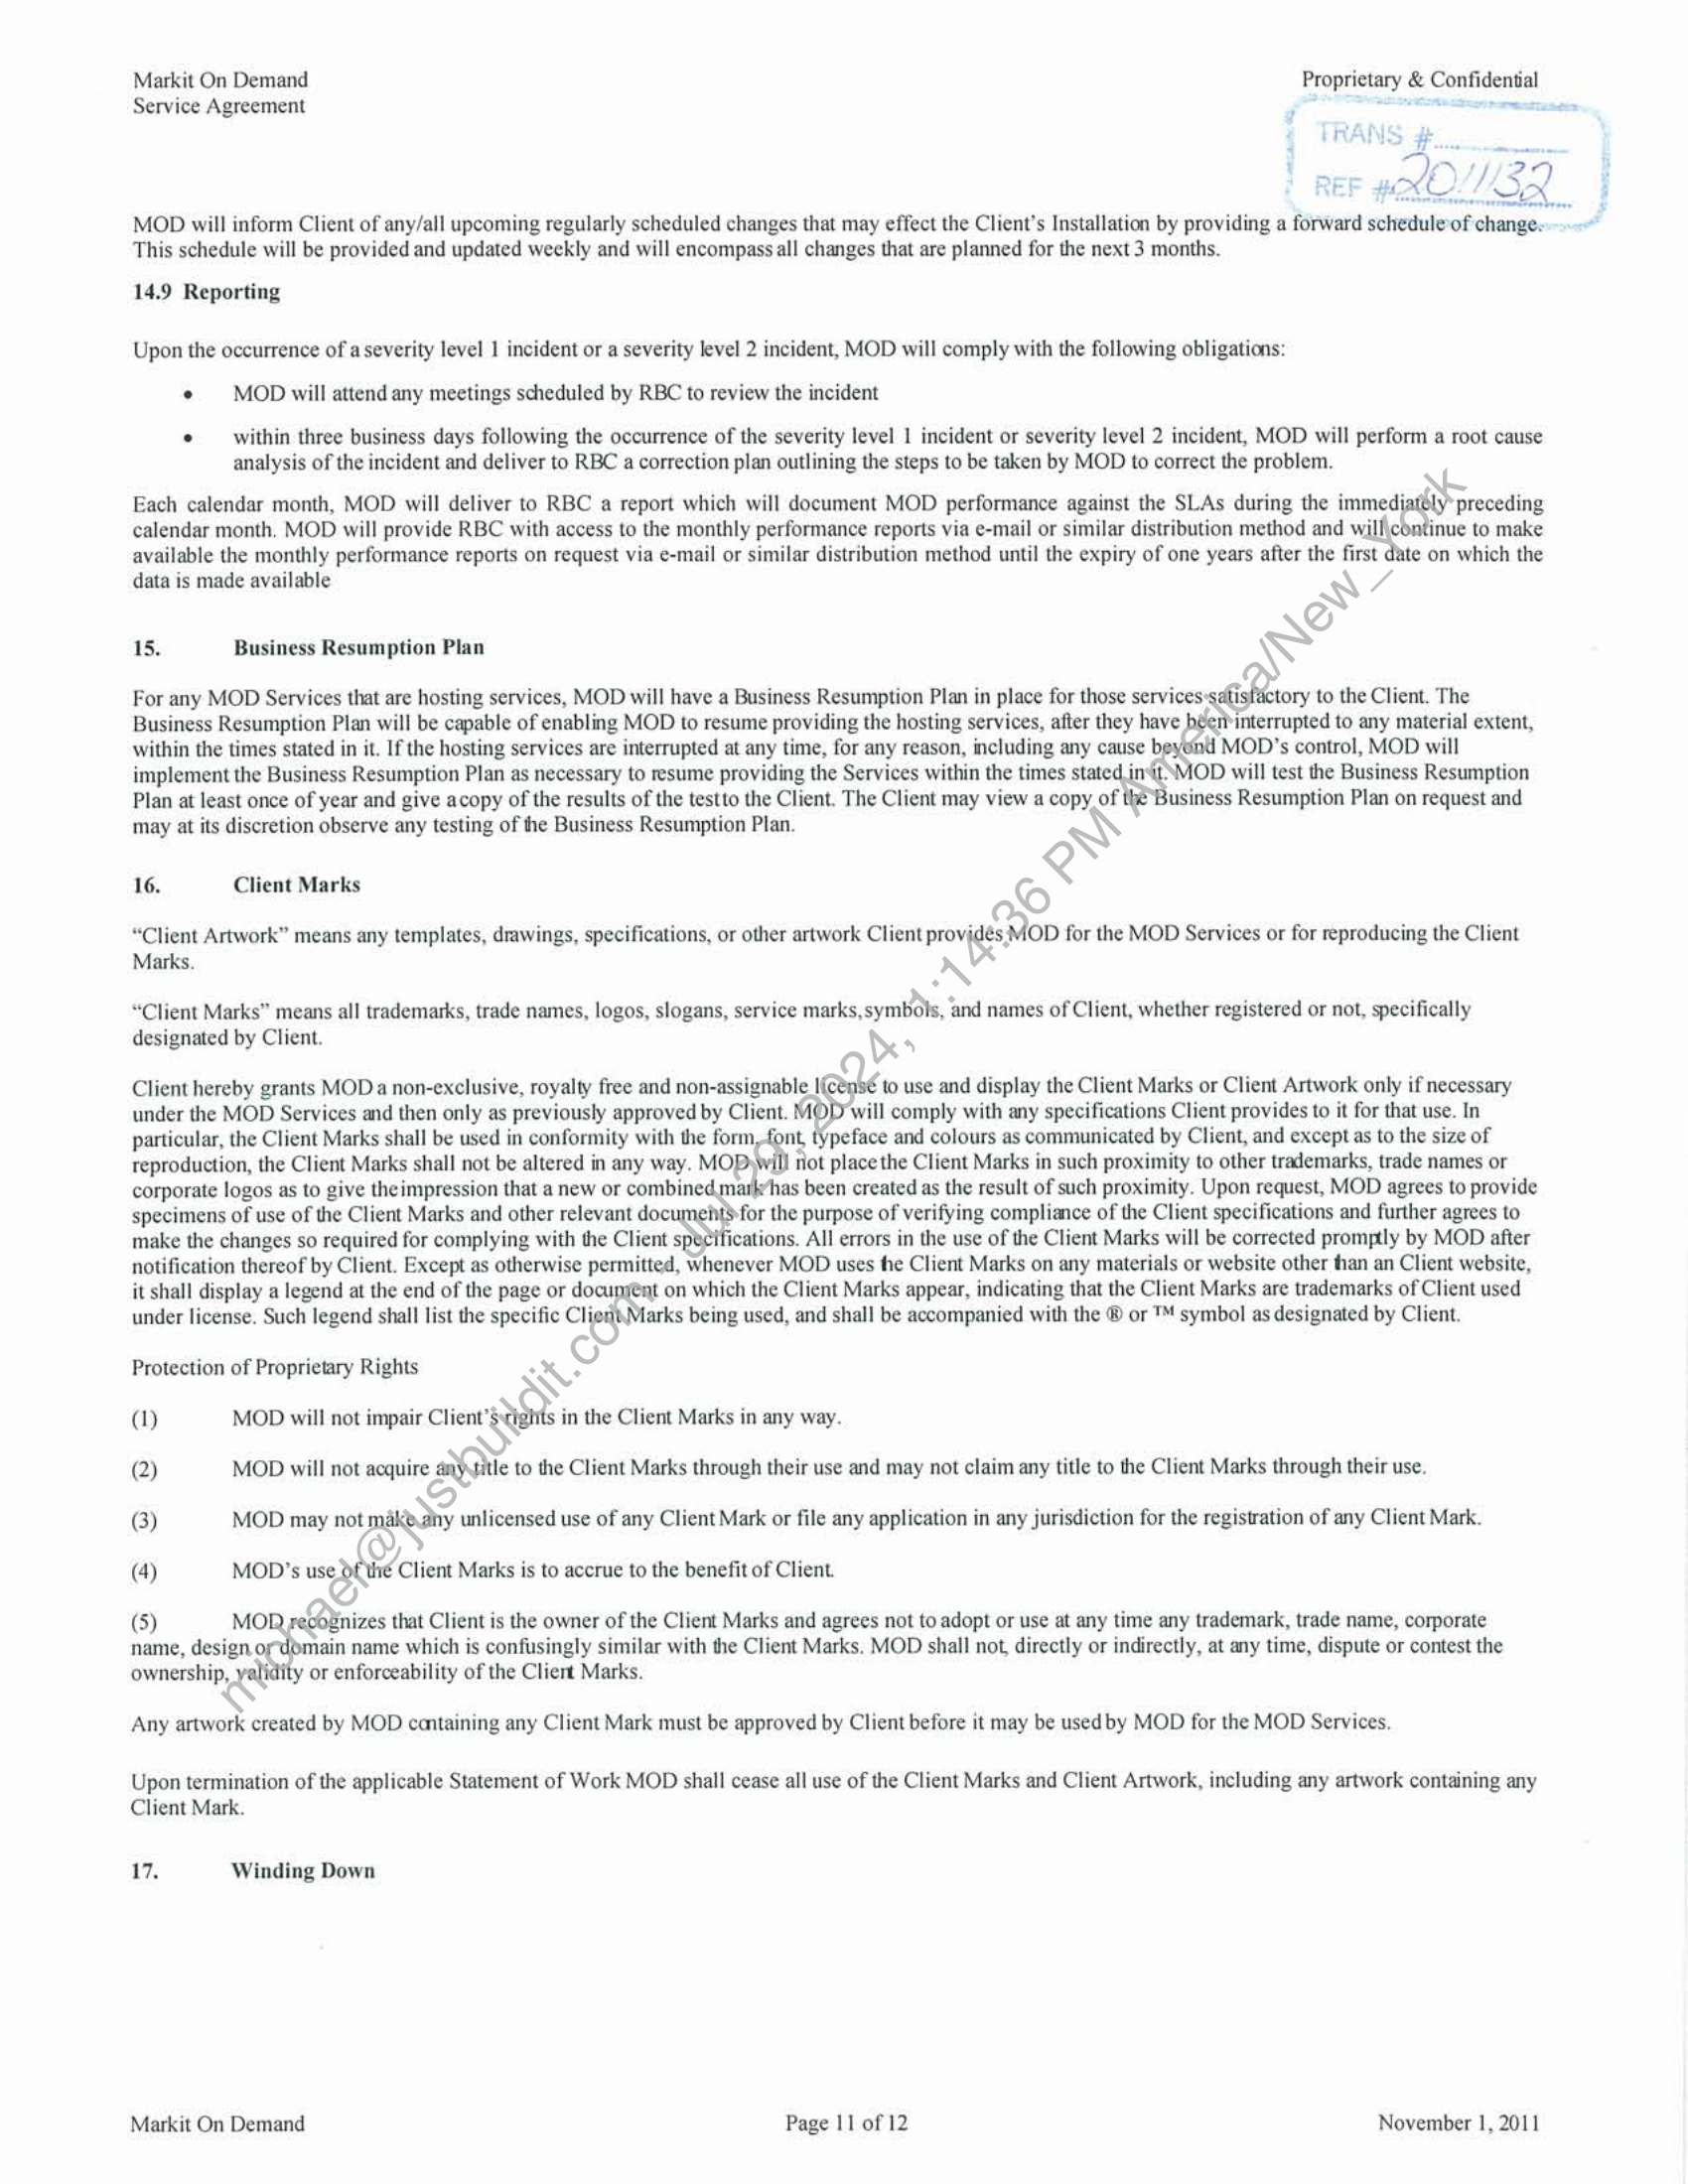 Markit On Demand
Service Agreement
Proprietary & Confidential
TRANS #
REF # 2011132
MOD will inform Client of any/all upcoming regularly scheduled changes that may effect the Client's Installation by providing a forward schedule of change.
This schedule will be provided and updated weekly and will encompass all changes that are planned for the next 3 months.
14.9 Reporting
Upon the occurrence of a severity level 1 incident or a severity level 2 incident, MOD will comply with the following obligations:
• MOD will attend any meetings scheduled by RBC to review the incident
• within three business days following the occurrence of the severity level 1 incident or severity level 2 incident, MOD will perform a root cause
analysis of the incident and deliver to RBC a correction plan outlining the steps to be taken by MOD to correct the problem.
Each calendar month, MOD will deliver to RBC a report which will document MOD performance against the SLAs during the immediately preceding
calendar month. MOD will provide RBC with access to the monthly performance reports via e-mail or similar distribution method and will continue to make
available the monthly performance reports on request via e-mail or similar distribution method until the expiry of one years after the first date on which the
data is made available
15. Business Resumption Plan
For any MOD Services that are hosting services, MOD will have a Business Resumption Plan in place for those services satisfactory to the Client. The
Business Resumption Plan will be capable of enabling MOD to resume providing the hosting services, after they have been interrupted to any material extent,
within the times stated in it. If the hosting services are interrupted at any time, for any reason, including any cause beyond MOD's control, MOD will
implement the Business Resumption Plan as necessary to resume providing the Services within the times stated in it. MOD will test the Business Resumption
Plan at least once of year and give a copy of the results of the test to the Client. The Client may view a copy of the Business Resumption Plan on request and
may at its discretion observe any testing of the Business Resumption Plan.
16. Client Marks
“Client Artwork” means any templates, drawings, specifications, or other artwork Client provides MOD for the MOD Services or for reproducing the Client
Marks.
“Client Marks” means all trademarks, trade names, logos, slogans, service marks, symbols, and names of Client, whether registered or not, specifically
designated by Client.
Client hereby grants MOD a non-exclusive, royalty free and non-assignable license to use and display the Client Marks or Client Artwork only if necessary
under the MOD Services and then only as previously approved by Client. MOD will comply with any specifications Client provides to it for that use. In
particular, the Client Marks shall be used in conformity with the form, font, typeface and colours as communicated by Client, and except as to the size of
reproduction, the Client Marks shall not be altered in any way. MOD will not place the Client Marks in such proximity to other trademarks, trade names or
corporate logos as to give the impression that a new or combined mark has been created as the result of such proximity. Upon request, MOD agrees to provide
specimens of use of the Client Marks and other relevant documents for the purpose of verifying compliance of the Client specifications and further agrees to
make the changes so required for complying with the Client specifications. All errors in the use of the Client Marks will be corrected promptly by MOD after
notification thereof by Client. Except as otherwise permitted, whenever MOD uses the Client Marks on any materials or website other than an Client website,
it shall display a legend at the end of the page or document on which the Client Marks appear, indicating that the Client Marks are trademarks of Client used
under license. Such legend shall list the specific Client Marks being used, and shall be accompanied with the ® or ™ symbol as designated by Client.
Protection of Proprietary Rights
(1) MOD will not impair Client's rights in the Client Marks in any way.
(2) MOD will not acquire any title to the Client Marks through their use and may not claim any title to the Client Marks through their use.
(3) MOD may not make any unlicensed use of any Client Mark or file any application in any jurisdiction for the registration of any Client Mark.
(4) MOD's use of the Client Marks is to accrue to the benefit of Client.
(5) MOD recognizes that Client is the owner of the Client Marks and agrees not to adopt or use at any time any trademark, trade name, corporate
name, design or domain name which is confusingly similar with the Client Marks. MOD shall not, directly or indirectly, at any time, dispute or contest the
ownership, validity or enforceability of the Client Marks.
Any artwork created by MOD containing any Client Mark must be approved by Client before it may be used by MOD for the MOD Services.
Upon termination of the applicable Statement of Work MOD shall cease all use of the Client Marks and Client Artwork, including any artwork containing any
Client Mark.
17. Winding Down
michael@justbuildit.com - Jul 29, 2024, 1:14:36 PM America/New_York
Markit On Demand
Page 11 of 12
November 1, 2011